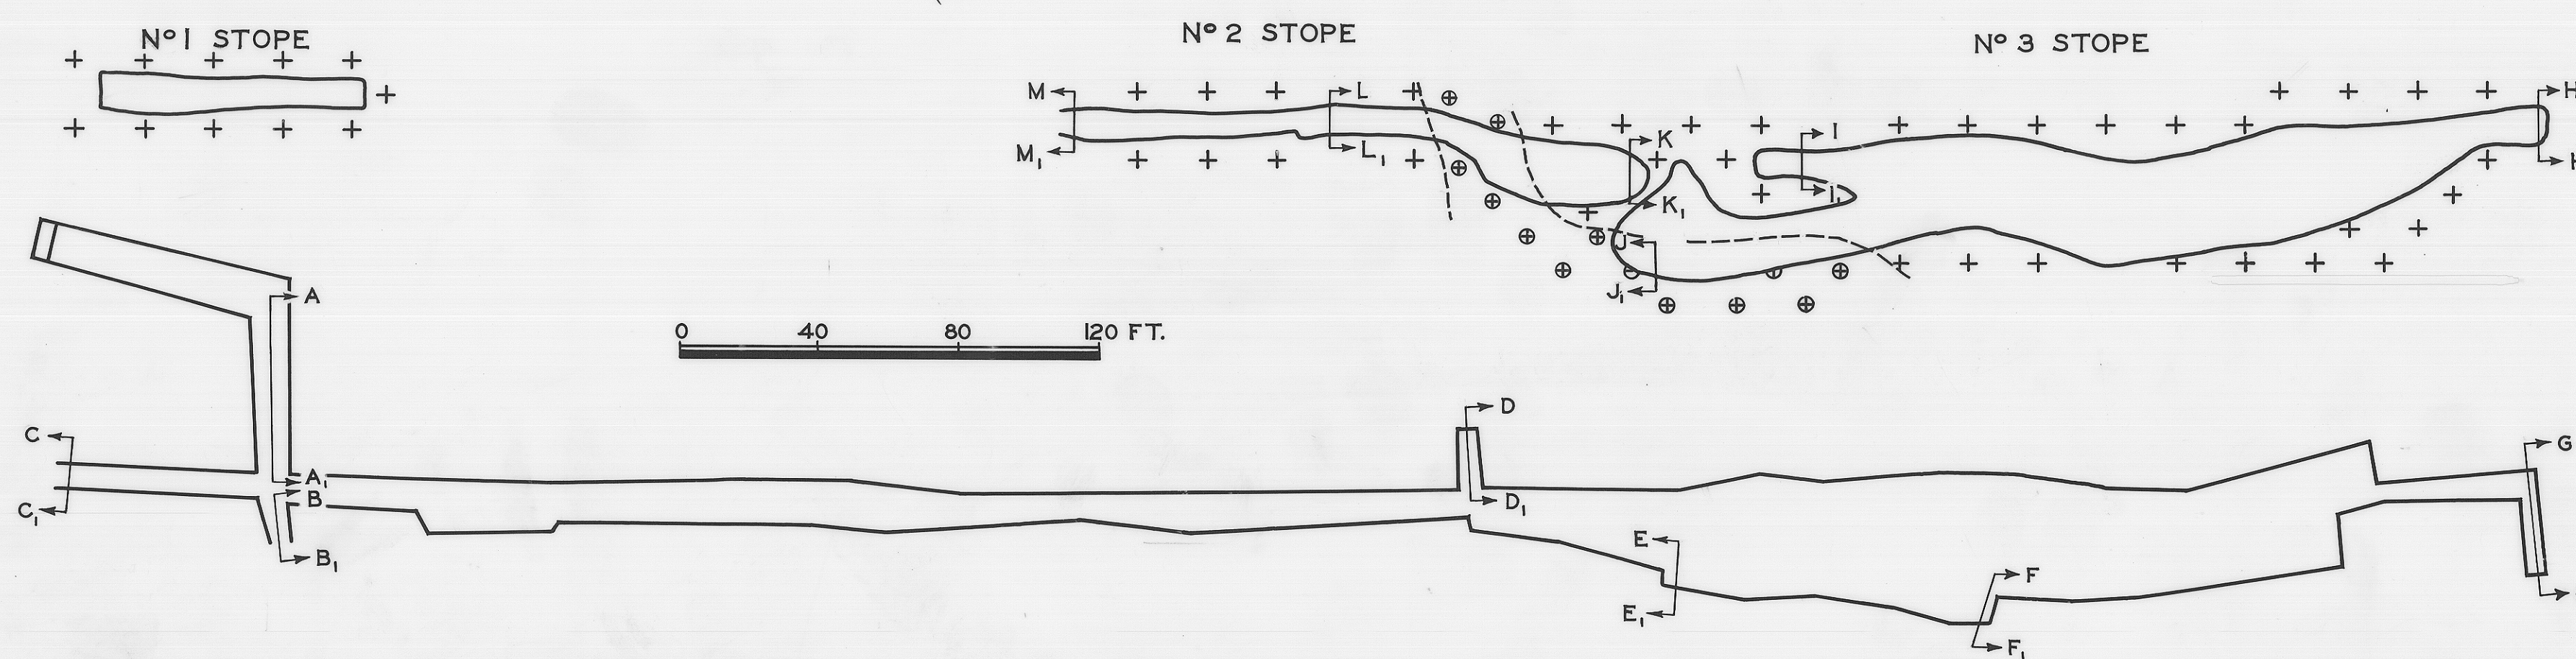 Nº 1 STOPE
Nº 2 STOPE
Nº 3 STOPE
M
L
H
K
I
M₁
L₁
I₁
K₁
J
J₁
A
0 40 80 120 FT.
D
C
G
A₁
B
D₁
C₁
E
B₁
F
E₁
F₁